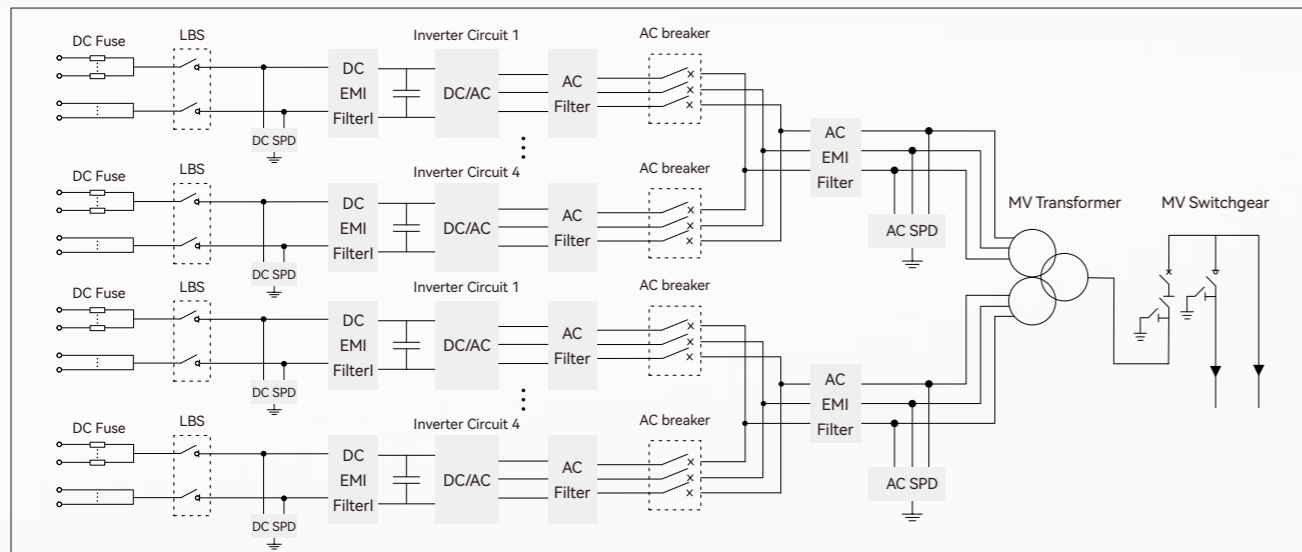 DC Fuse
LBS
Inverter Circuit 1
AC breaker
DC
EMI
FilterI
DC/AC
AC
Filter
DC SPD
DC Fuse
LBS
Inverter Circuit 4
AC breaker
DC
EMI
FilterI
DC/AC
AC
Filter
DC SPD
AC
EMI
Filter
AC SPD
MV Transformer
MV Switchgear
DC Fuse
LBS
Inverter Circuit 1
AC breaker
DC
EMI
FilterI
DC/AC
AC
Filter
DC SPD
DC Fuse
LBS
Inverter Circuit 4
AC breaker
DC
EMI
FilterI
DC/AC
AC
Filter
DC SPD
AC
EMI
Filter
AC SPD